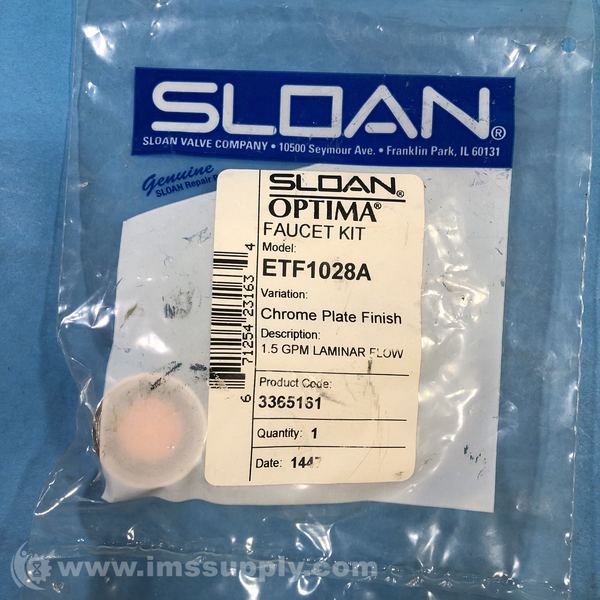 SLOAN®
SLOAN VALVE COMPANY • 10500 Seymour Ave. • Franklin Park, IL 60131
Genuine
SLOAN Repair
SLOAN®
OPTIMA®
FAUCET KIT
Model:
ETF1028A
Variation:
Chrome Plate Finish
Description:
1.5 GPM LAMINAR FLOW
Product Code:
3365161
Quantity: 1
Date: 1447
6 71254 23163 4
www.imssupply.com